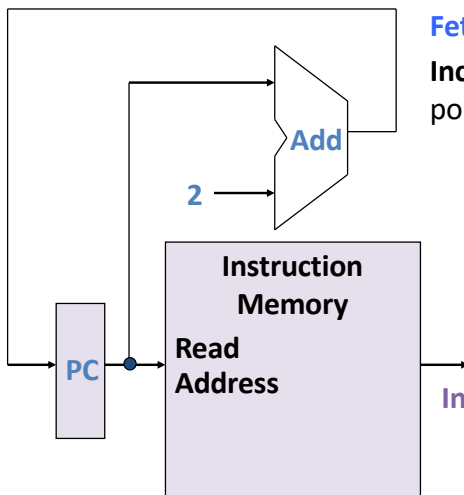 Fet
Inc
po
Add
2
Instruction
Memory
Read
Address
PC
In